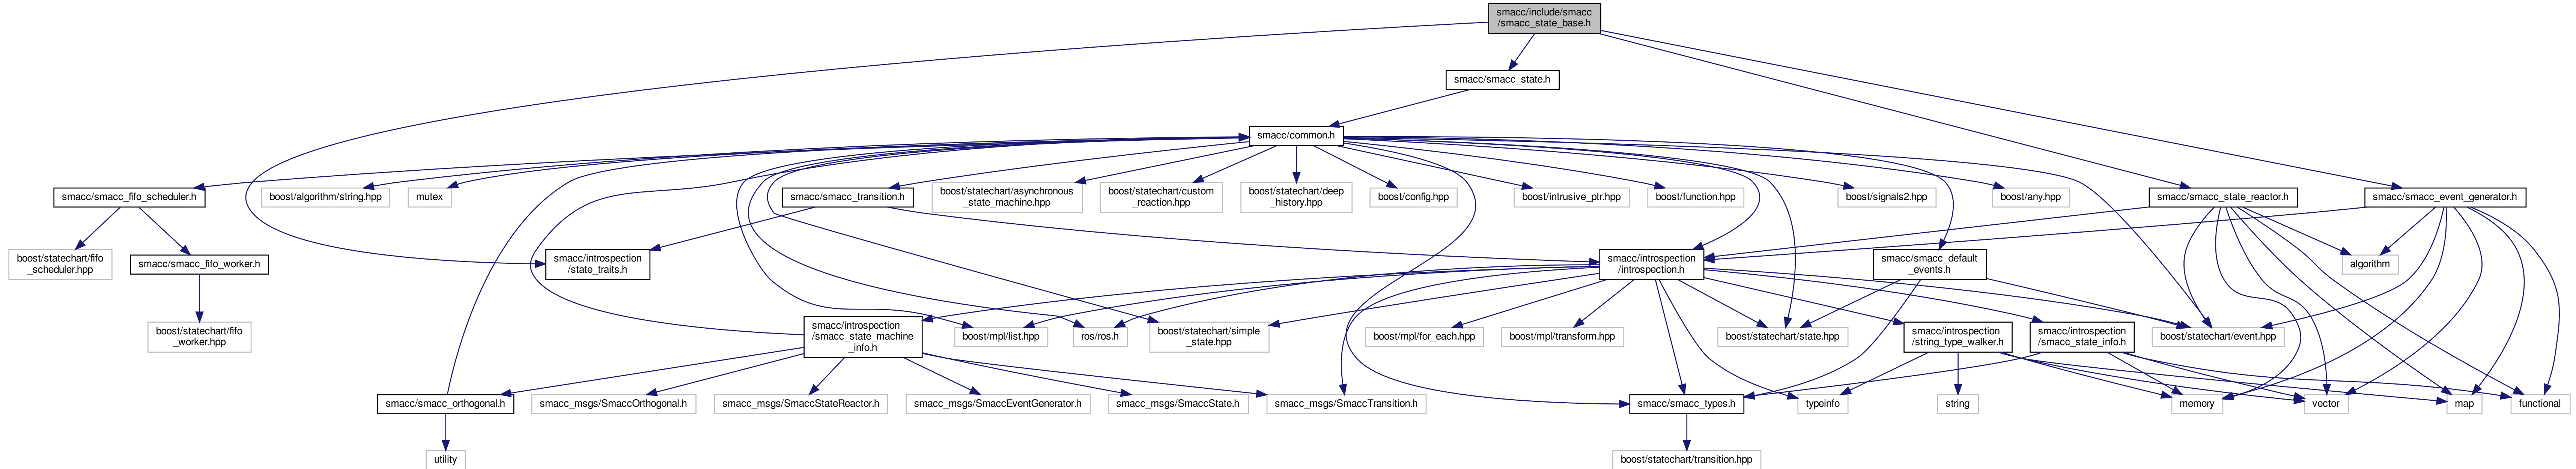 smacc/include/smacc
/smacc_state_base.h
smacc/smacc_state.h
smacc/common.h
smacc/smacc_fifo_scheduler.h
boost/algorithm/string.hpp
mutex
smacc/smacc_transition.h
boost/statechart/asynchronous
_state_machine.hpp
boost/statechart/custom
_reaction.hpp
boost/statechart/deep
_history.hpp
boost/config.hpp
boost/intrusive_ptr.hpp
boost/function.hpp
boost/signals2.hpp
boost/any.hpp
smacc/smacc_state_reactor.h
smacc/smacc_event_generator.h
boost/statechart/fifo
_scheduler.hpp
smacc/smacc_fifo_worker.h
smacc/introspection
/state_traits.h
smacc/introspection
/introspection.h
smacc/smacc_default
_events.h
algorithm
boost/statechart/fifo
_worker.hpp
smacc/introspection
/smacc_state_machine
_info.h
boost/mpl/list.hpp
ros/ros.h
boost/statechart/simple
_state.hpp
boost/mpl/for_each.hpp
boost/mpl/transform.hpp
boost/statechart/state.hpp
smacc/introspection
/string_type_walker.h
smacc/introspection
/smacc_state_info.h
boost/statechart/event.hpp
smacc/smacc_orthogonal.h
smacc_msgs/SmaccOrthogonal.h
smacc_msgs/SmaccStateReactor.h
smacc_msgs/SmaccEventGenerator.h
smacc_msgs/SmaccState.h
smacc_msgs/SmaccTransition.h
smacc/smacc_types.h
typeinfo
string
memory
vector
map
functional
utility
boost/statechart/transition.hpp